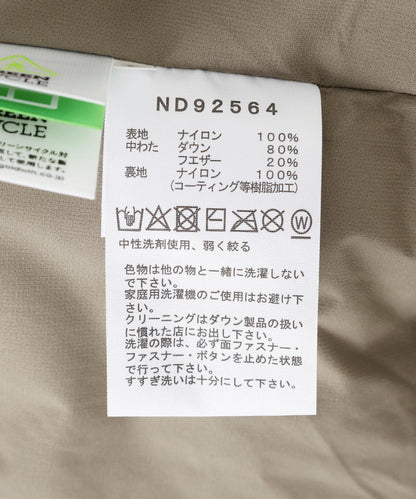 ND92564
表地 ナイロン 100%
中わた ダウン 80%
フェザー 20%
裏地 ナイロン 100%
(コーティング等樹脂加工)
W
中性洗剤使用、弱く絞る
色物は他の物と一緒に洗濯しない
で下さい。
家庭用洗濯機のご使用はお避け下
さい。
クリーニングはダウン製品の扱い
に慣れた店にお出し下さい。
洗濯の際は、必ず面ファスナー・
ファスナー・ボタンを止めた状態
で行って下さい。
すすぎ洗いは十分にして下さい。
CYCLE